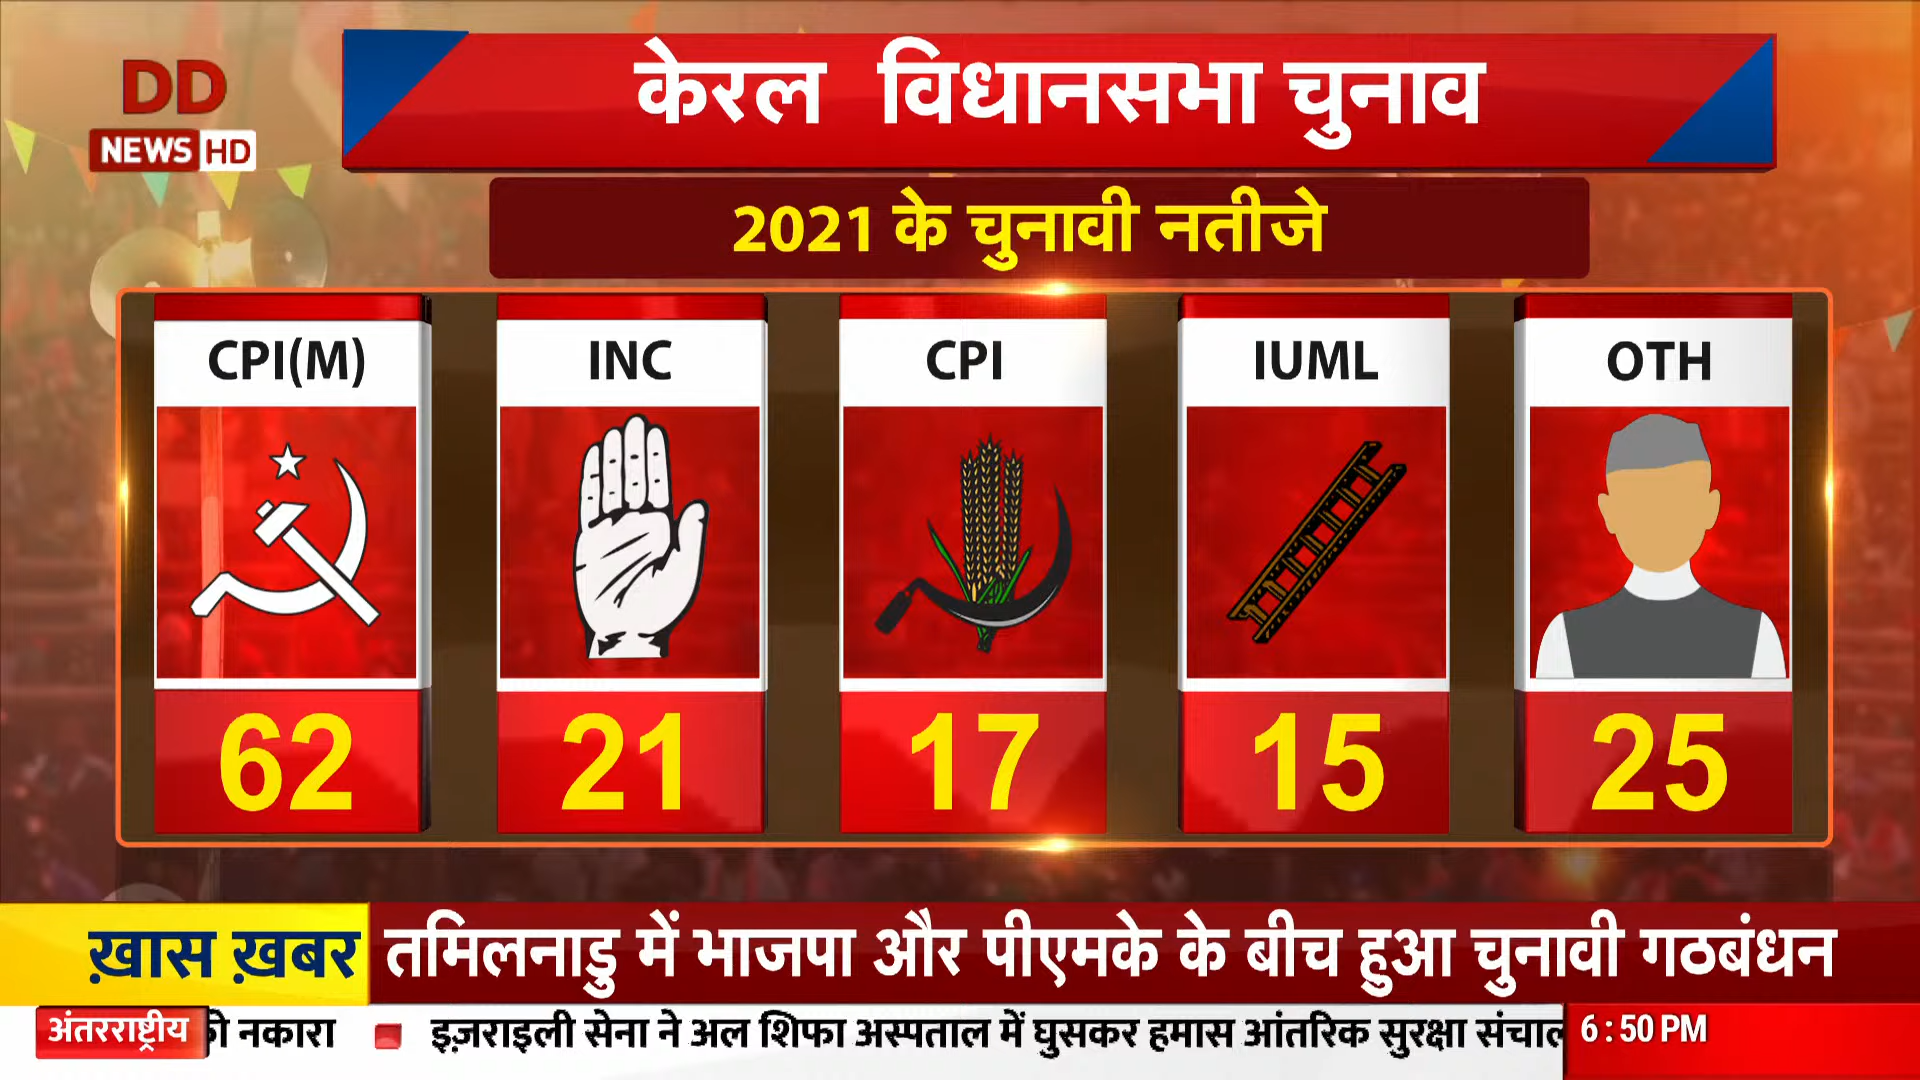 DD
NEWS HD
केरल विधानसभा चुनाव
2021 के चुनावी नतीजे
CPI(M)
INC
CPI
IUML
OTH
62
21
17
15
25
ख़ास ख़बर
तमिलनाडु में भाजपा और पीएमके के बीच हुआ चुनावी गठबंधन
अंतरराष्ट्रीय
नकारा
इज़राइली सेना ने अल शिफा अस्पताल में घुसकर हमास आंतरिक सुरक्षा
6:50 PM